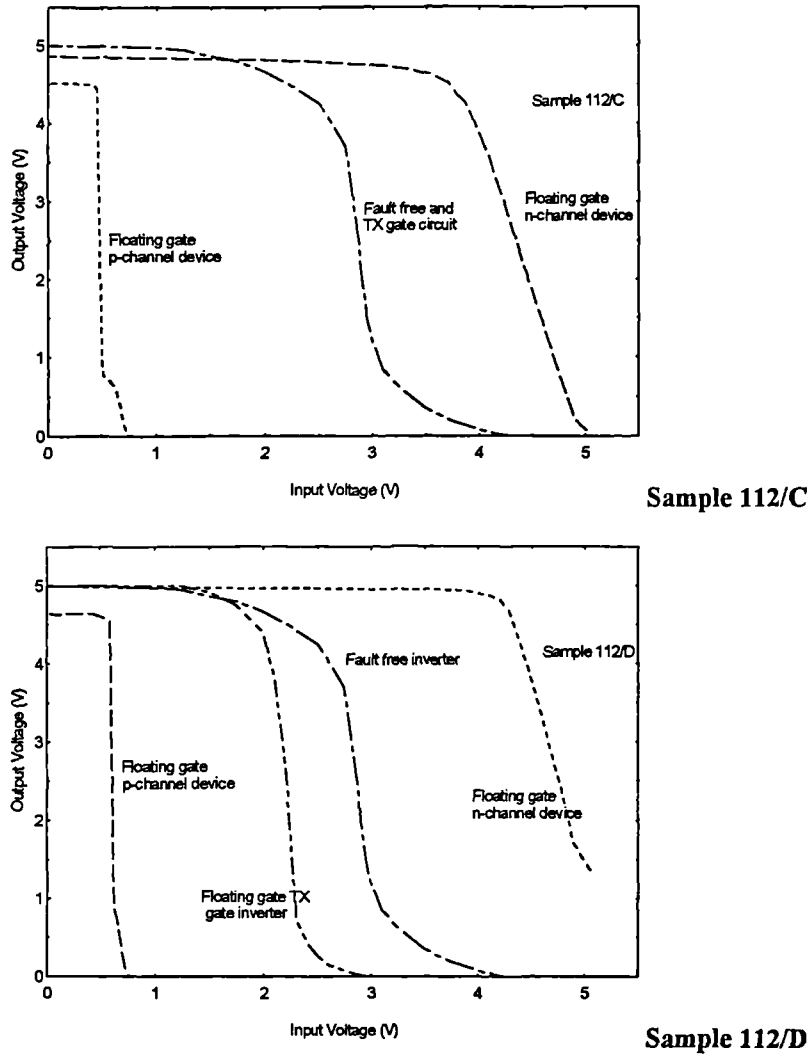 5
4
3
2
1
0
0
1
2
3
4
5
Output Voltage (V)
Input Voltage (V)
Sample 112/C
Floating gate
p-channel device
Fault free and
TX gate circuit
Floating gate
n-channel device
Sample 112/C
5
4
3
2
1
0
0
1
2
3
4
5
Output Voltage (V)
Input Voltage (V)
Fault free inverter
Sample 112/D
Floating gate
p-channel device
Floating gate
n-channel device
Floating gate TX
gate inverter
Sample 112/D